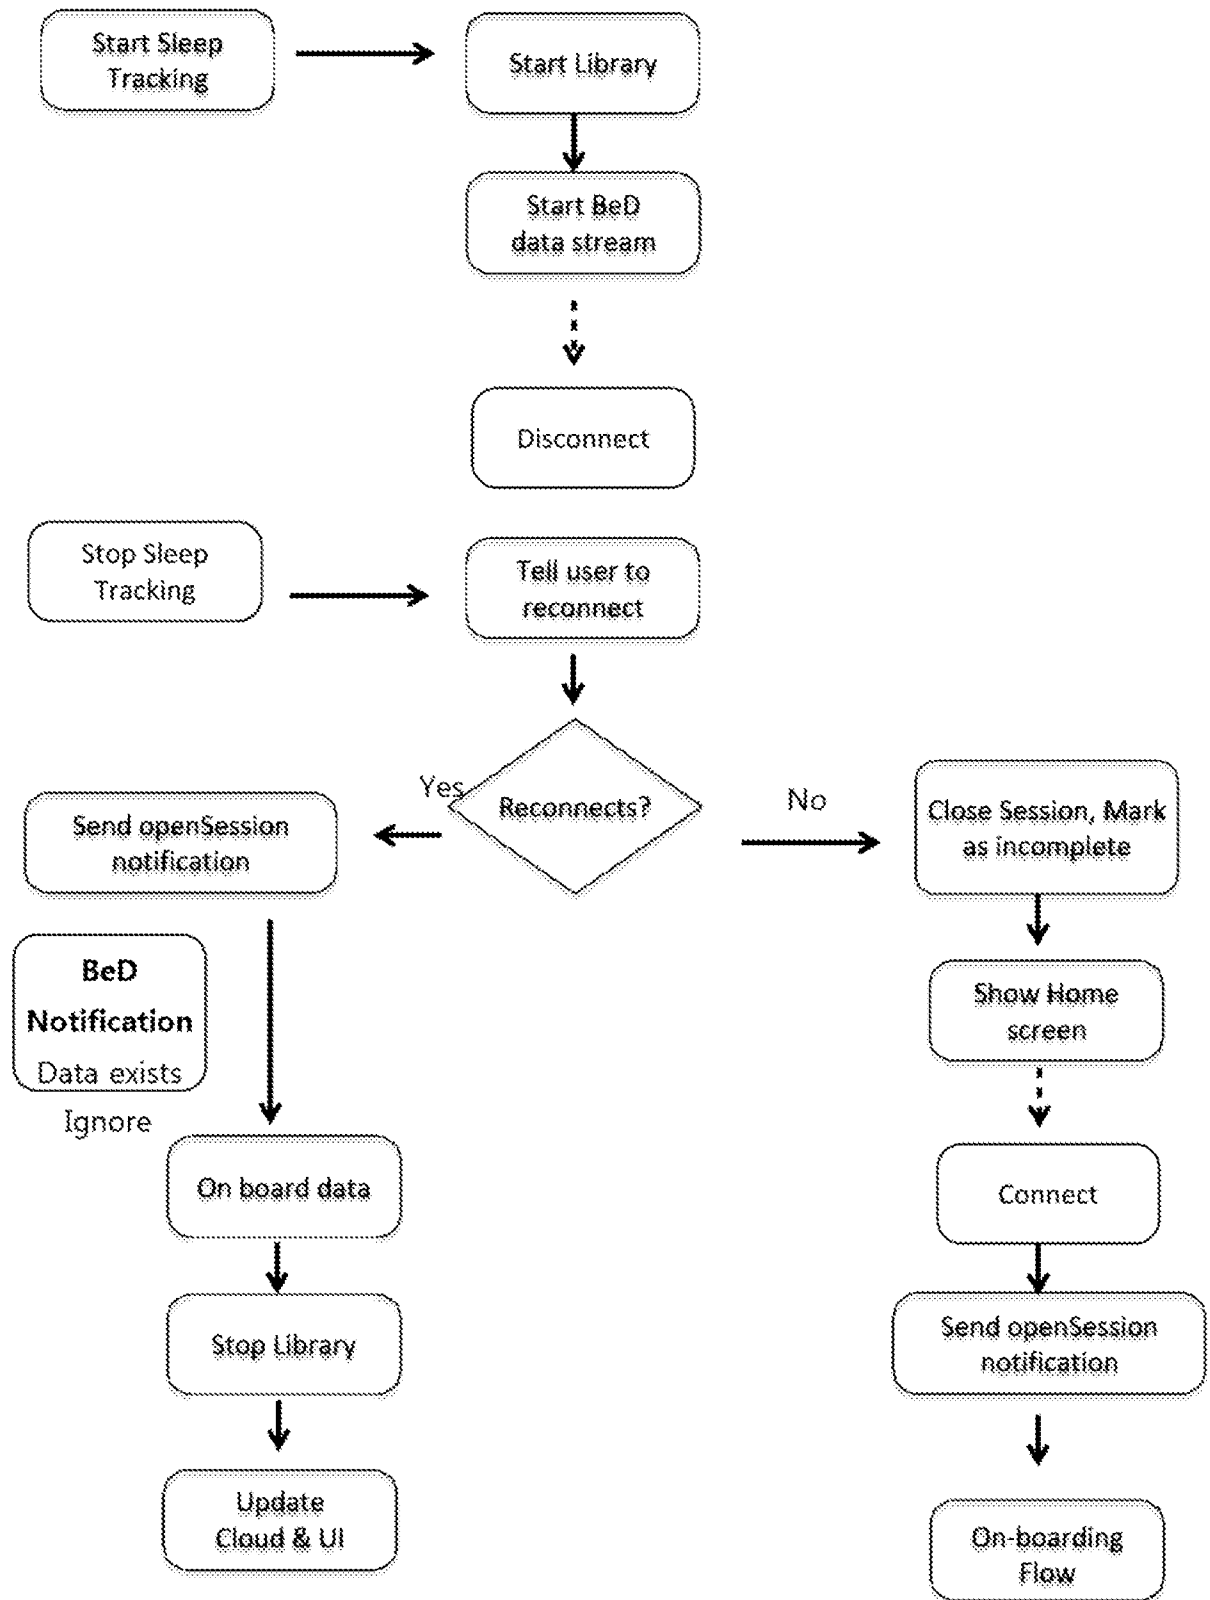 Start Sleep
Tracking
Start Library
Start BeD
data stream
Disconnect
Stop Sleep
Tracking
Tell user to
reconnect
Reconnects?
Yes
No
Send openSession
notification
Close Session, Mark
as incomplete
BeD
Notification
Data exists
Ignore
Show Home
screen
On board data
Connect
Stop Library
Send openSession
notification
Update
Cloud & UI
On-boarding
Flow